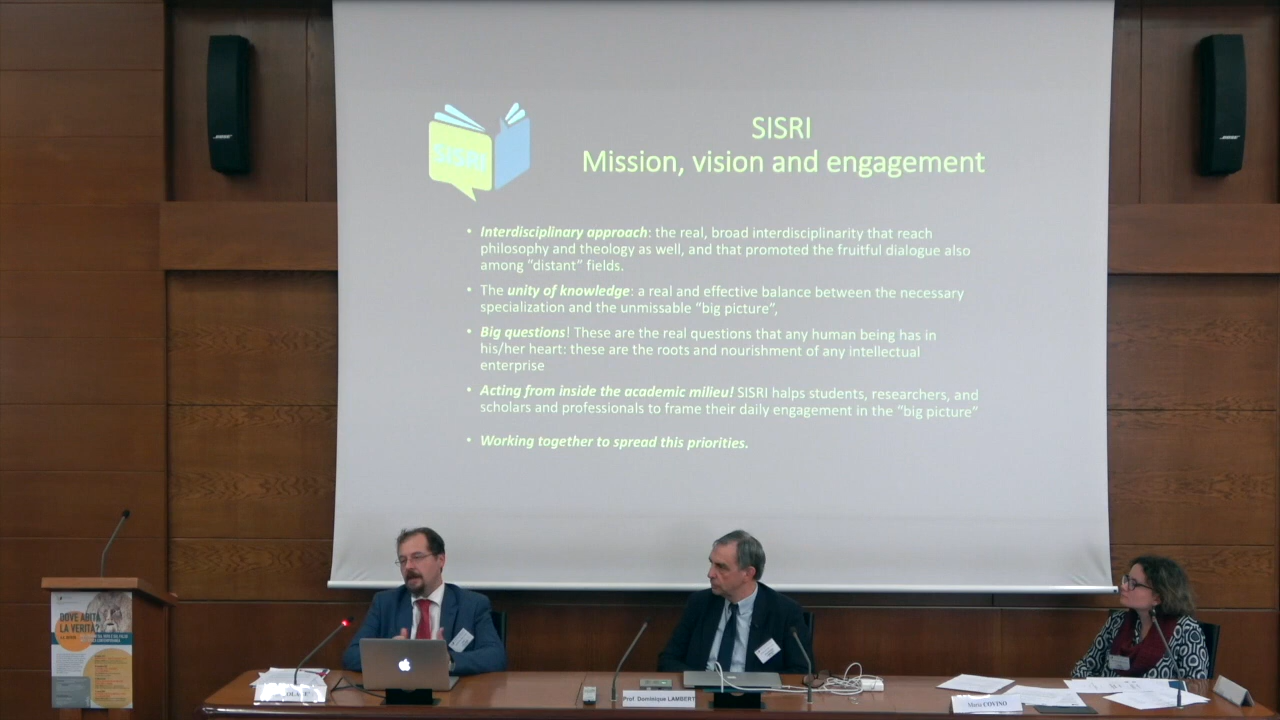 SISRI
SISRI
Mission, vision and engagement
• Interdisciplinary approach: the real, broad interdisciplinarity that reach
philosophy and theology as well, and that promoted the fruitful dialogue also
among "distant" fields.
• The unity of knowledge: a real and effective balance between the necessary
specialization and the unmissable "big picture",
• Big questions! These are the real questions that any human being has in
his/her heart: these are the roots and nourishment of any intellectual
enterprise
• Acting from inside the academic milieu! SISRI helps students, researchers, and
scholars and professionals to frame their daily engagement in the "big picture"
• Working together to spread this priorities.
BOSE
BOSE
DOVE ABITA
LA VERITÀ?
Prof. Dominique LAMBERT
Maria COVINO